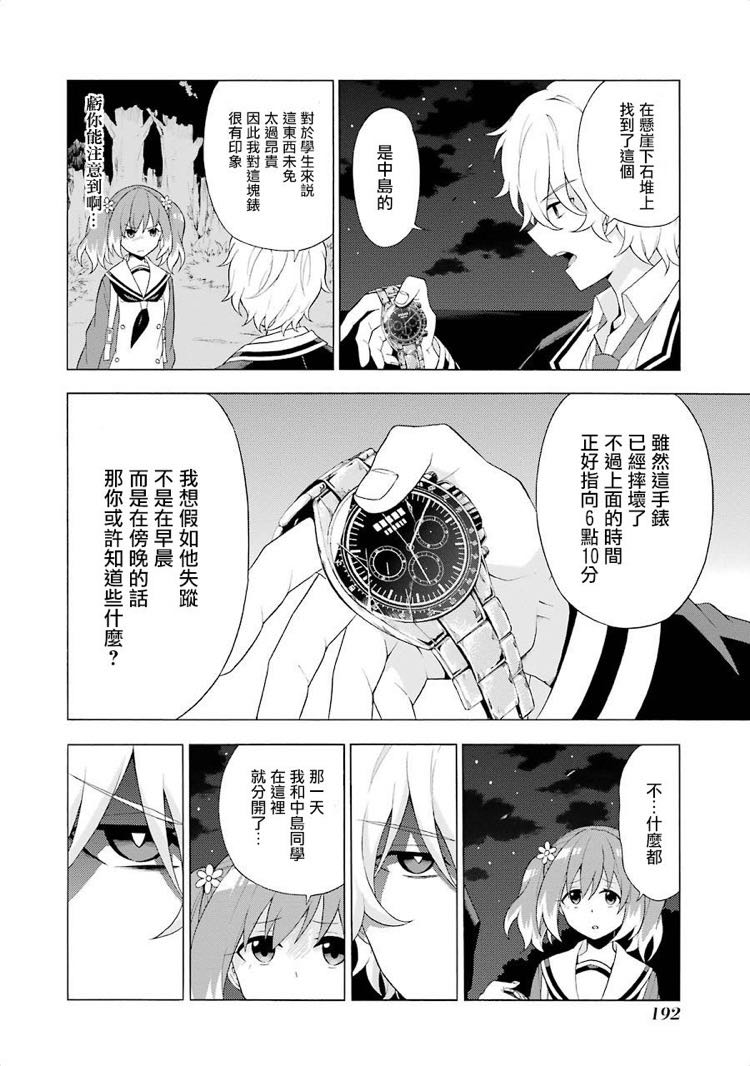 在懸崖下石堆上
找到了這個
是中島的
對於學生來説
這東西未免
太過昂貴
因此我對這塊錶
很有印象
虧你能注意到啊…
雖然這手錶
已經摔壞了
不過上面的時間
正好指向6點10分
我想假如他失蹤
不是在早晨
而是在傍晚的話
那你或許知道些什麼?
不…什麼都
那一天
我和中島同學
在這裡
就分開了…
192